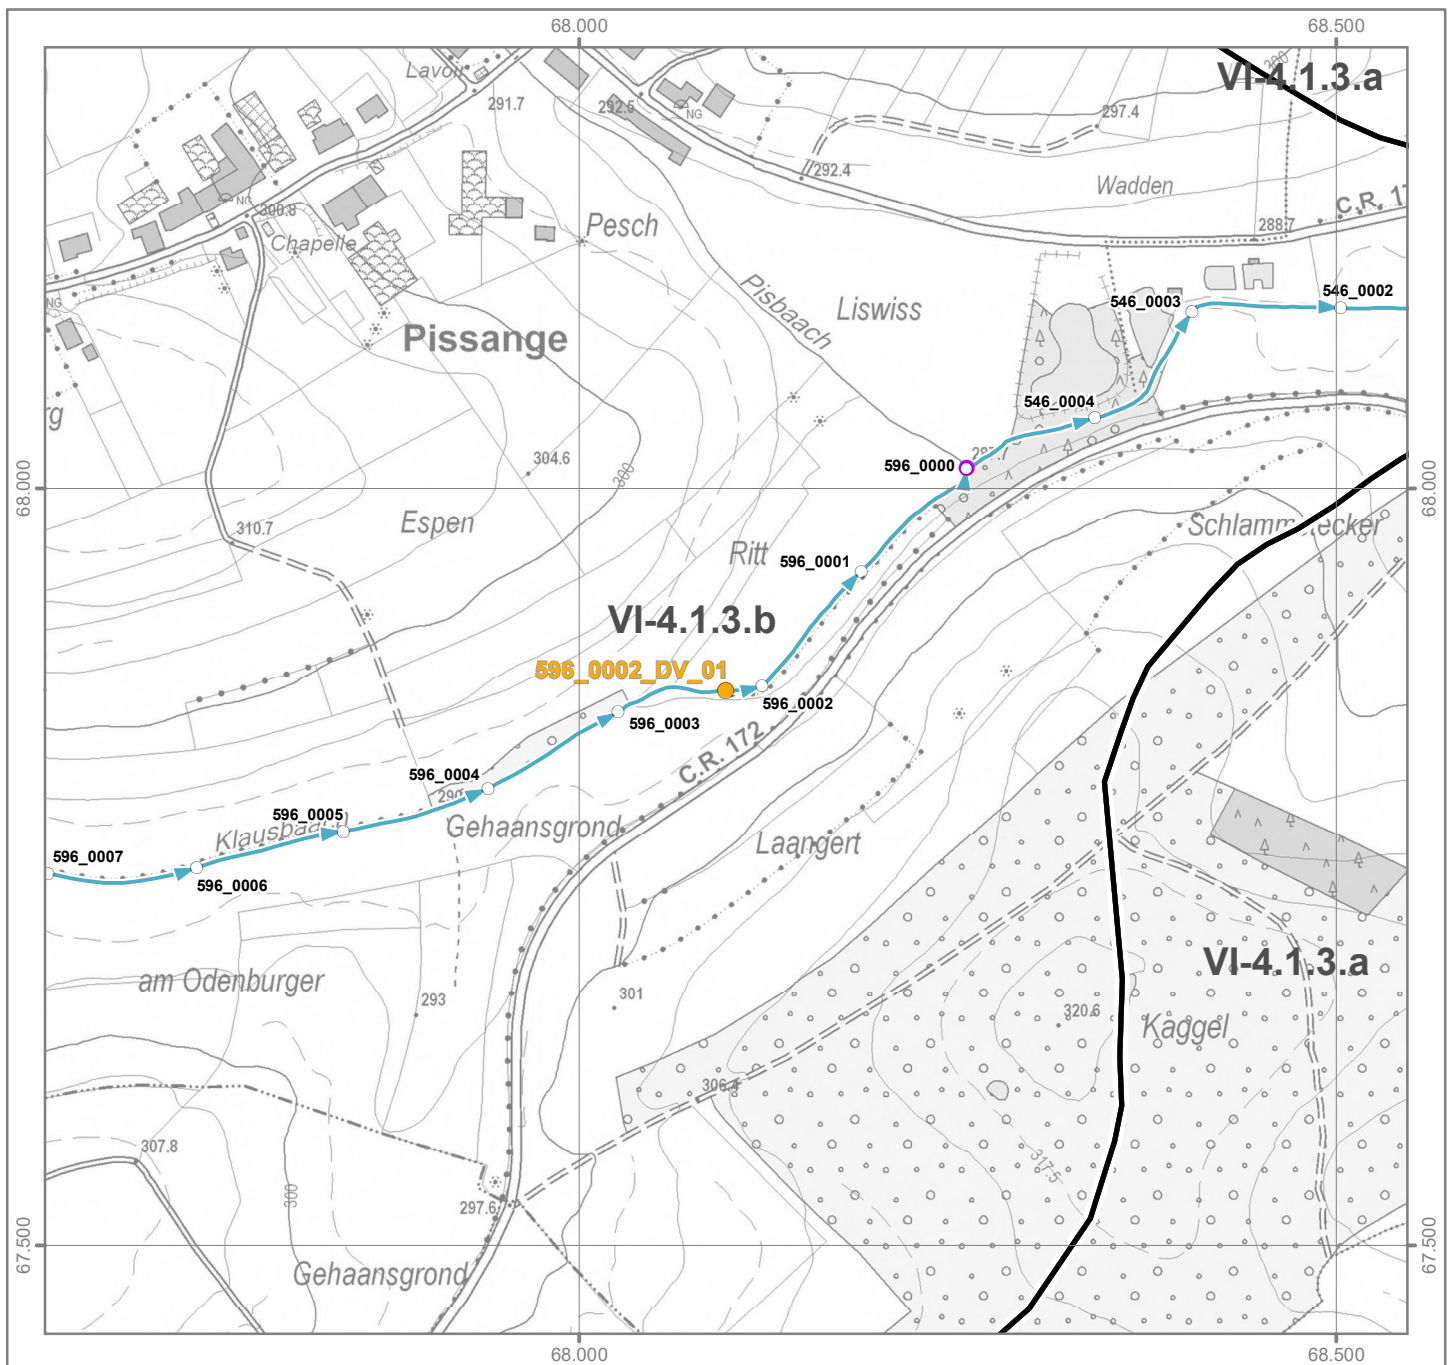 68.000
68.500
Lavoir
291.7
292.5
NG
297.4
300
VI-4.1.3.a
292.4
Wadden
C.R. 17
NG
300.8
Chapelle
Pesch
288.7
NG
Pissange
Pisbaach
Liswiss
546_0003
546_0002
rg
546_0004
304.6
300
596_0000
68.000
68.000
310.7
Espen
Ritt
596_0001
VI-4.1.3.b
596_0002_DV_01
596_0002
596_0003
C.R. 172
596_0004
596_0005
Klausbaach
Gehaansgrond
Laangert
596_0007
596_0006
am Odenburger
293
301
VI-4.1.3.a
320.6
Kaggel
306.4
307.8
317.5
300
297.6
Gehaansgrond
67.500
67.500
68.000
68.500